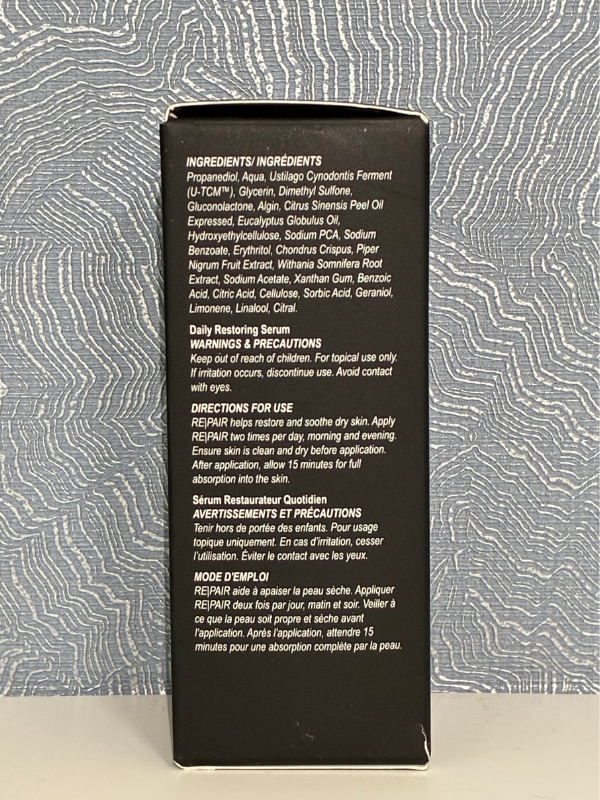 INGREDIENTS/ INGRÉDIENTS
Propanediol, Aqua, Ustilago Cynodontis Ferment
(U-TCM™), Glycerin, Dimethyl Sulfone,
Gluconolactone, Algin, Citrus Sinensis Peel Oil
Expressed, Eucalyptus Globulus Oil,
Hydroxyethylcellulose, Sodium PCA, Sodium
Benzoate, Erythritol, Chondrus Crispus, Piper
Nigrum Fruit Extract, Withania Somnifera Root
Extract, Sodium Acetate, Xanthan Gum, Benzoic
Acid, Citric Acid, Cellulose, Sorbic Acid, Geraniol,
Limonene, Linalool, Citral.
Daily Restoring Serum
WARNINGS & PRECAUTIONS
Keep out of reach of children. For topical use only.
If irritation occurs, discontinue use. Avoid contact
with eyes.
DIRECTIONS FOR USE
RE|PAIR helps restore and soothe dry skin. Apply
RE|PAIR two times per day, morning and evening.
Ensure skin is clean and dry before application.
After application, allow 15 minutes for full
absorption into the skin.
Sérum Restaurateur Quotidien
AVERTISSEMENTS ET PRÉCAUTIONS
Tenir hors de portée des enfants. Pour usage
topique uniquement. En cas d'irritation, cesser
l'utilisation. Éviter le contact avec les yeux.
MODE D'EMPLOI
RE|PAIR aide à apaiser la peau sèche. Appliquer
RE|PAIR deux fois par jour, matin et soir. Veiller à
ce que la peau soit propre et sèche avant
l'application. Après l'application, attendre 15
minutes pour une absorption complète par la peau.